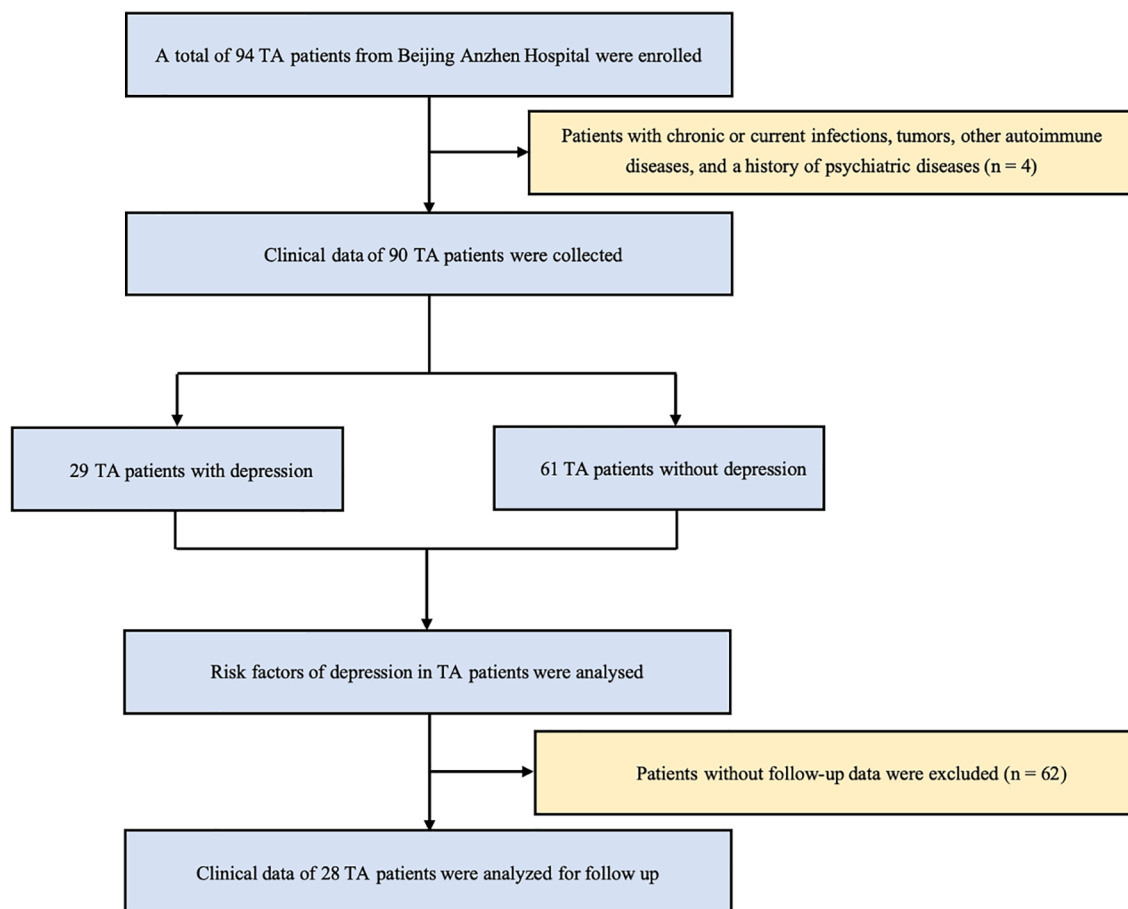 A total of 94 TA patients from Beijing Anzhen Hospital were enrolled
Patients with chronic or current infections, tumors, other autoimmune
diseases, and a history of psychiatric diseases (n = 4)
Clinical data of 90 TA patients were collected
29 TA patients with depression
61 TA patients without depression
Risk factors of depression in TA patients were analysed
Patients without follow-up data were excluded (n = 62)
Clinical data of 28 TA patients were analyzed for follow up